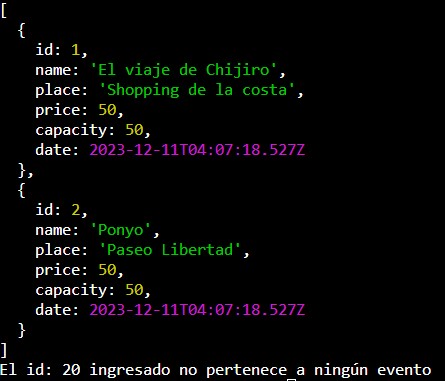 [
  {
    id: 1,
    name: 'El viaje de Chijiro',
    place: 'Shopping de la costa',
    price: 50,
    capacity: 50,
    date: 2023-12-11T04:07:18.527Z
  },
  {
    id: 2,
    name: 'Ponyo',
    place: 'Paseo Libertad',
    price: 50,
    capacity: 50,
    date: 2023-12-11T04:07:18.527Z
  }
]
El id: 20 ingresado no pertenece a ningún evento